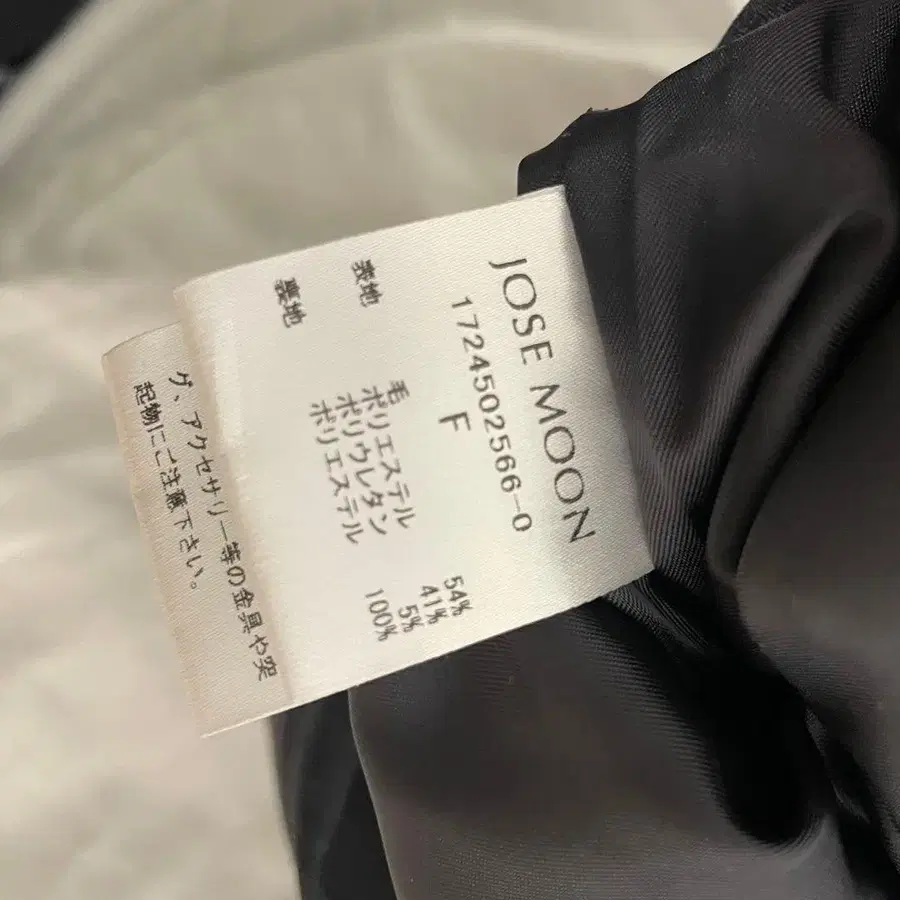 JOSE MOON
1724502566-0
F
表地 毛 54%
ポリエステル 41%
ポリウレタン 5%
裏地 ポリエステル 100%
グ、アクセサリー等の金具や突
起物にご注意下さい。